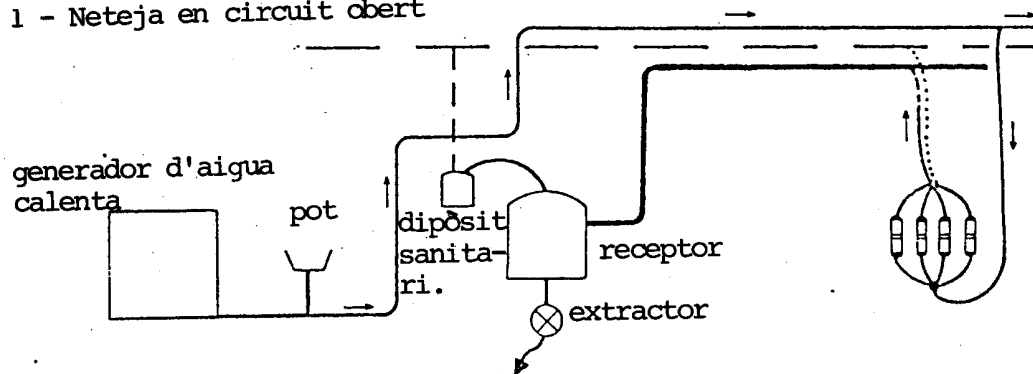 1 - Neteja en circuit obert
generador d'aigua
calenta
pot
dipòsit
sanita-
ri.
receptor
extractor